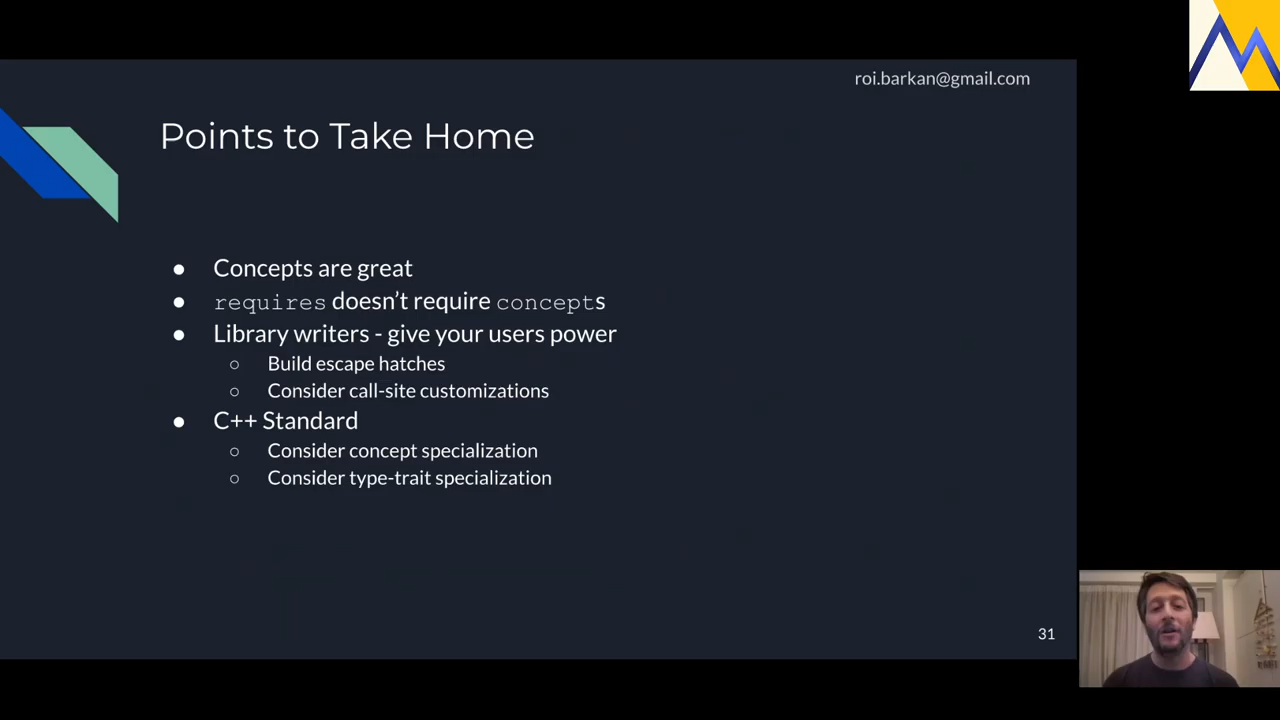 roi.barkan@gmail.com
Points to Take Home
● Concepts are great
● requires doesn’t require concepts
● Library writers - give your users power
○ Build escape hatches
○ Consider call-site customizations
● C++ Standard
○ Consider concept specialization
○ Consider type-trait specialization
31